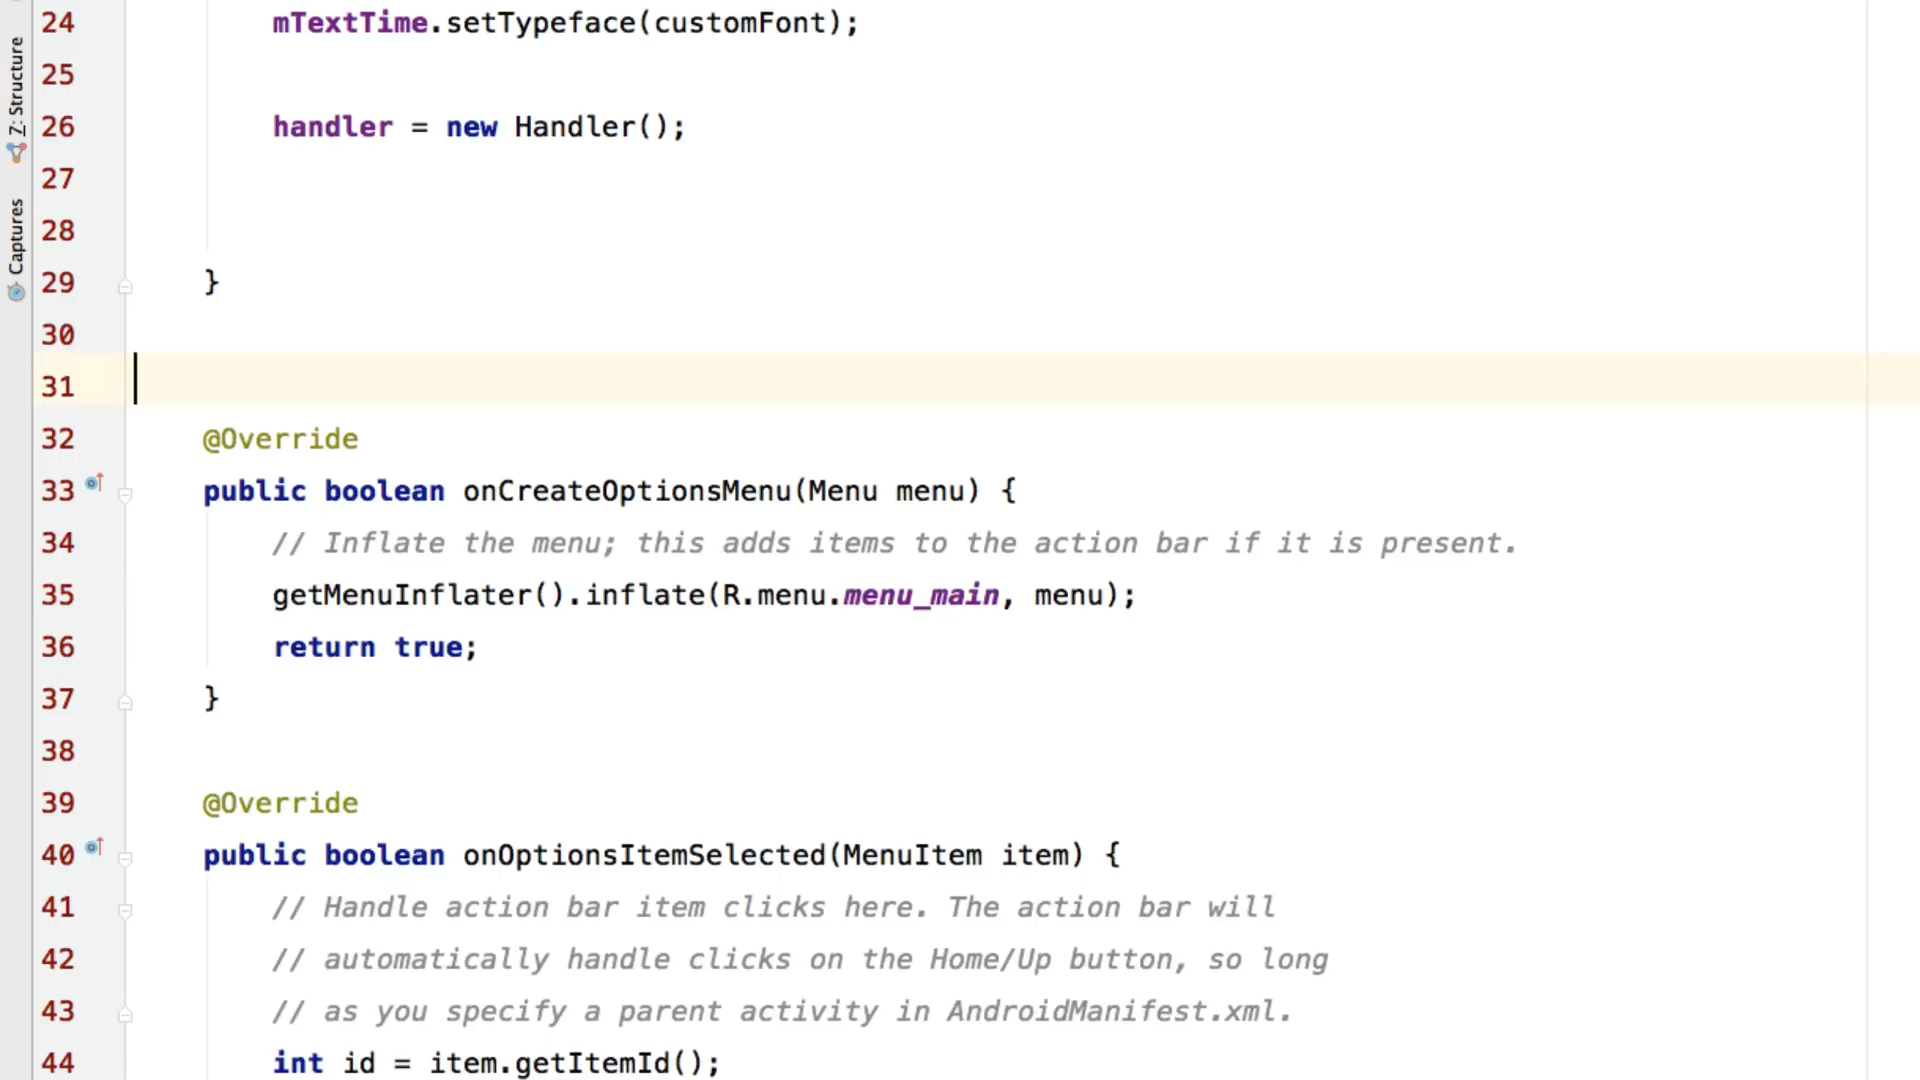 Z: Structure
Captures
24 mTextTime.setTypeface(customFont);
25
26 handler = new Handler();
27
28
29 }
30
31
32 @Override
33 public boolean onCreateOptionsMenu(Menu menu) {
34 // Inflate the menu; this adds items to the action bar if it is present.
35 getMenuInflater().inflate(R.menu.menu_main, menu);
36 return true;
37 }
38
39 @Override
40 public boolean onOptionsItemSelected(MenuItem item) {
41 // Handle action bar item clicks here. The action bar will
42 // automatically handle clicks on the Home/Up button, so long
43 // as you specify a parent activity in AndroidManifest.xml.
44 int id = item.getItemId();